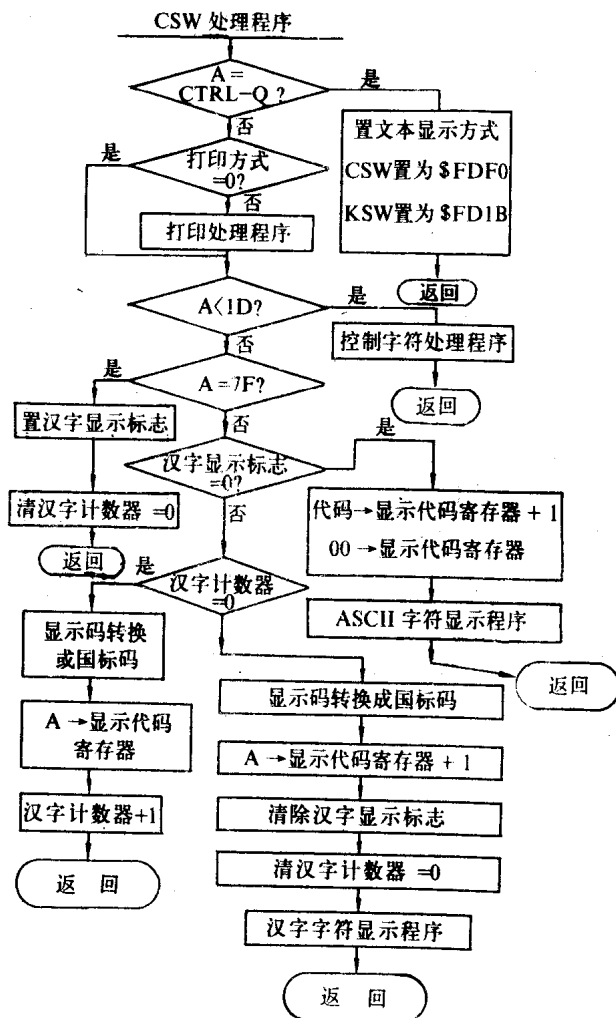 CSW 处理程序
A =
CTRL-Q ?
是
否
置文本显示方式
CSW置为 $FDF0
KSW置为 $FD1B
返回
是
打印方式
=0?
否
打印处理程序
A<1D?
是
控制字符处理程序
返回
否
是
A=7F?
置汉字显示标志
否
清汉字计数器 =0
返回
汉字显示标志
=0?
是
代码→显示代码寄存器 + 1
00 →显示代码寄存器
ASCII 字符显示程序
返回
否
是
汉字计数器
=0
显示码转换
或国标码
A →显示代码
寄存器
汉字计数器+1
返 回
显示码转换成国标码
A →显示代码寄存器 + 1
清除汉字显示标志
清汉字计数器 =0
汉字字符显示程序
返 回